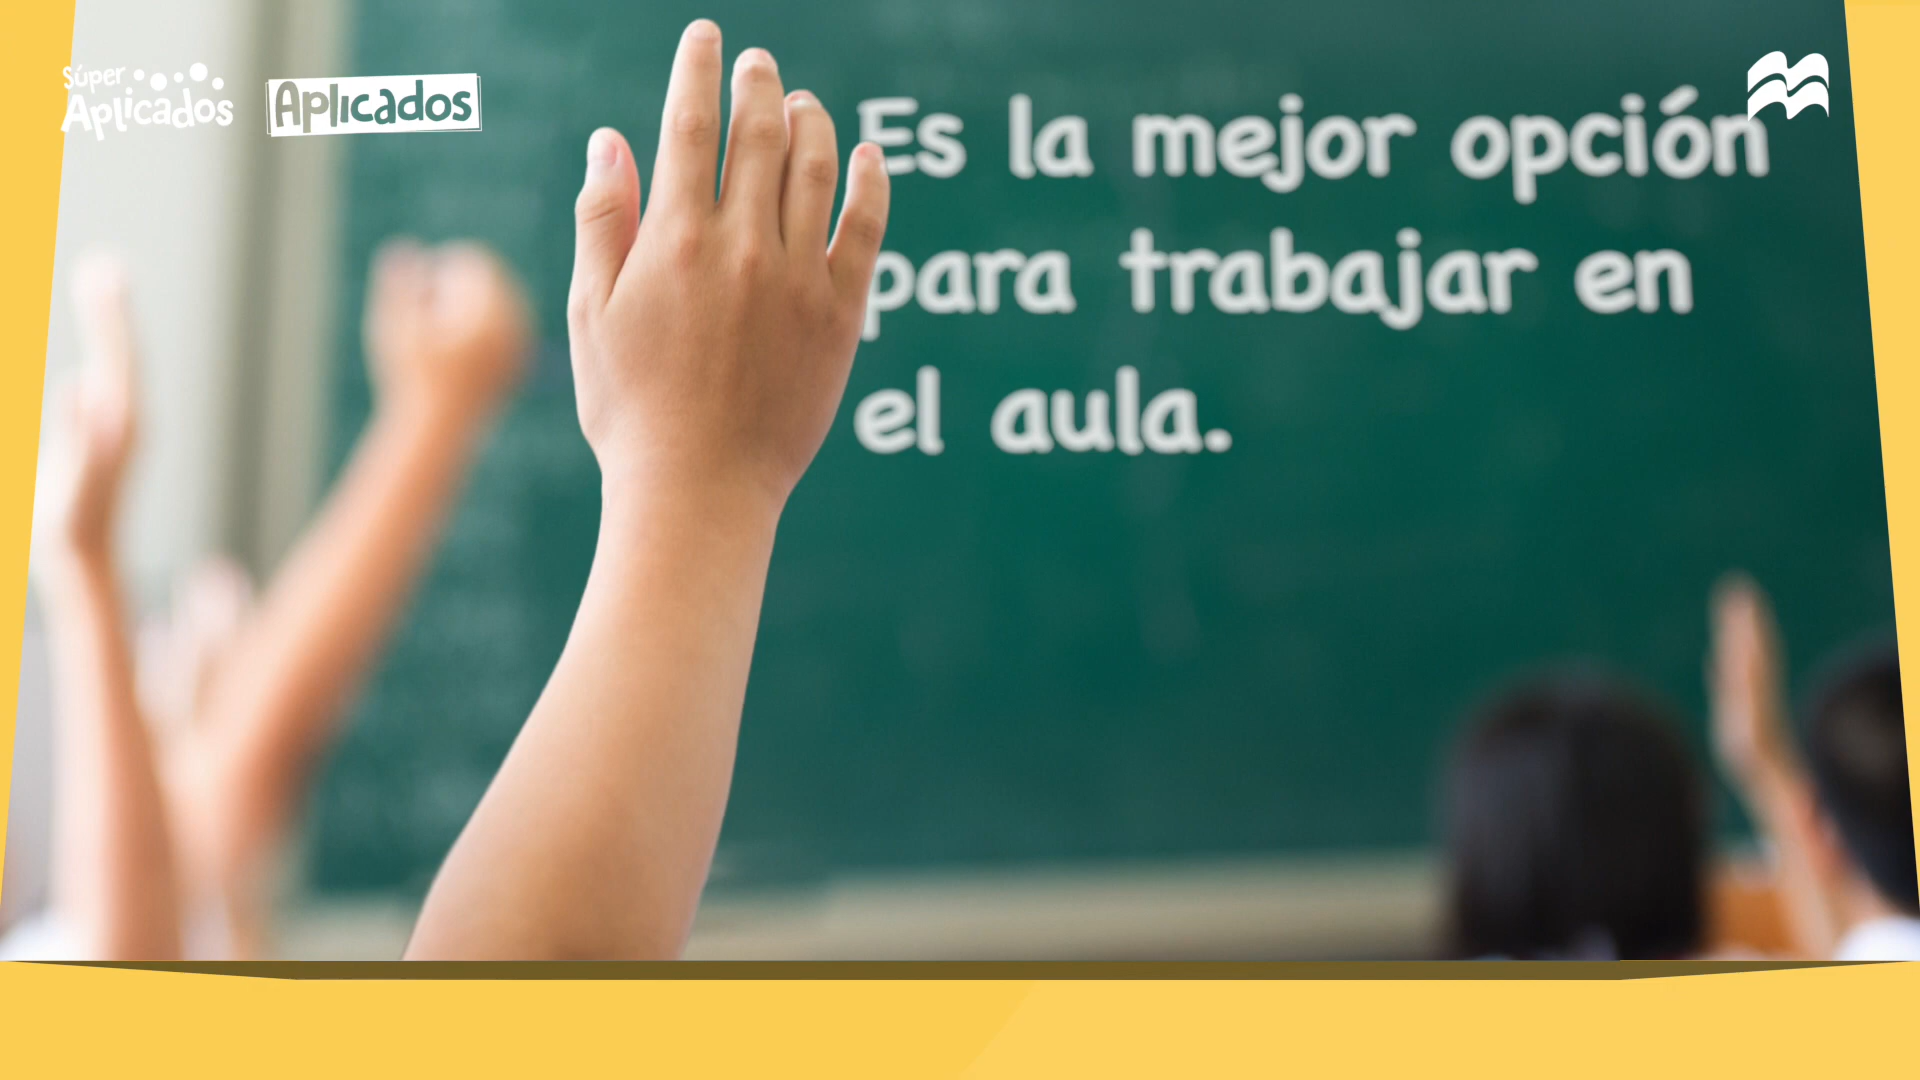 Súper
Aplicados
Aplicados
Es la mejor opción
para trabajar en
el aula.